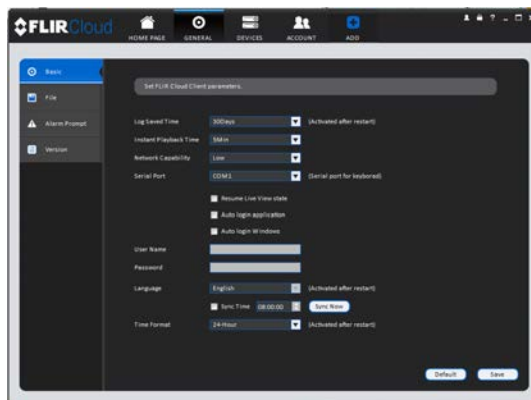 FLIR Cloud
HOME PAGE GENERAL DEVICES ACCOUNT ADD
Basic
File
Alarm Prompt
Version
Set FLIR Cloud Client parameters.
Log Saved Time 30Days (Activated after restart)
Instant Playback Time 5Min
Network Capability Low
Serial Port COM1 (Serial port for keybored)
Resume Live View state
Auto login application
Auto login Windows
User Name
Password
Language English (Activated after restart)
Sync Time 08:00:00 Sync Now
Time Format 24-Hour (Activated after restart)
Default Save